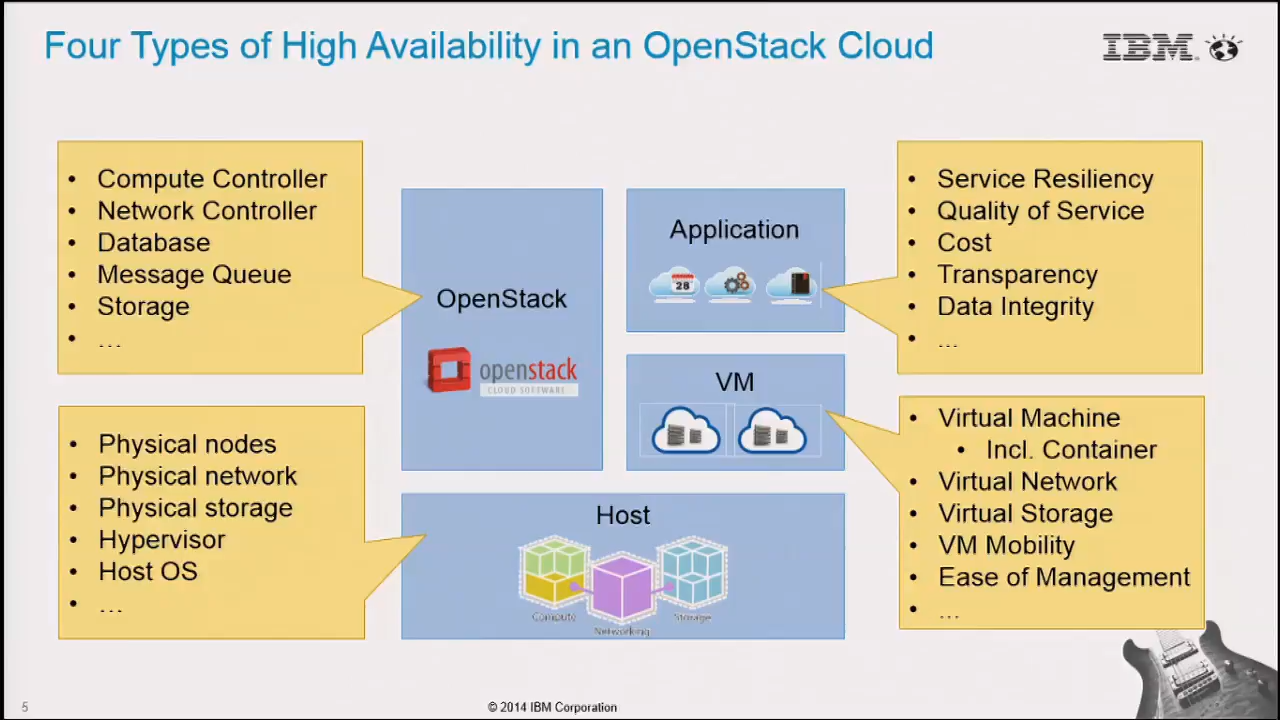 Four Types of High Availability in an OpenStack Cloud
IBM
• Compute Controller
• Network Controller
• Database
• Message Queue
• Storage
• ...
OpenStack
openstack
CLOUD SOFTWARE
Application
28
• Service Resiliency
• Quality of Service
• Cost
• Transparency
• Data Integrity
• ...
VM
• Physical nodes
• Physical network
• Physical storage
• Hypervisor
• Host OS
• ...
Host
Compute
Networking
Storage
• Virtual Machine
• Incl. Container
• Virtual Network
• Virtual Storage
• VM Mobility
• Ease of Management
• ...
5
© 2014 IBM Corporation